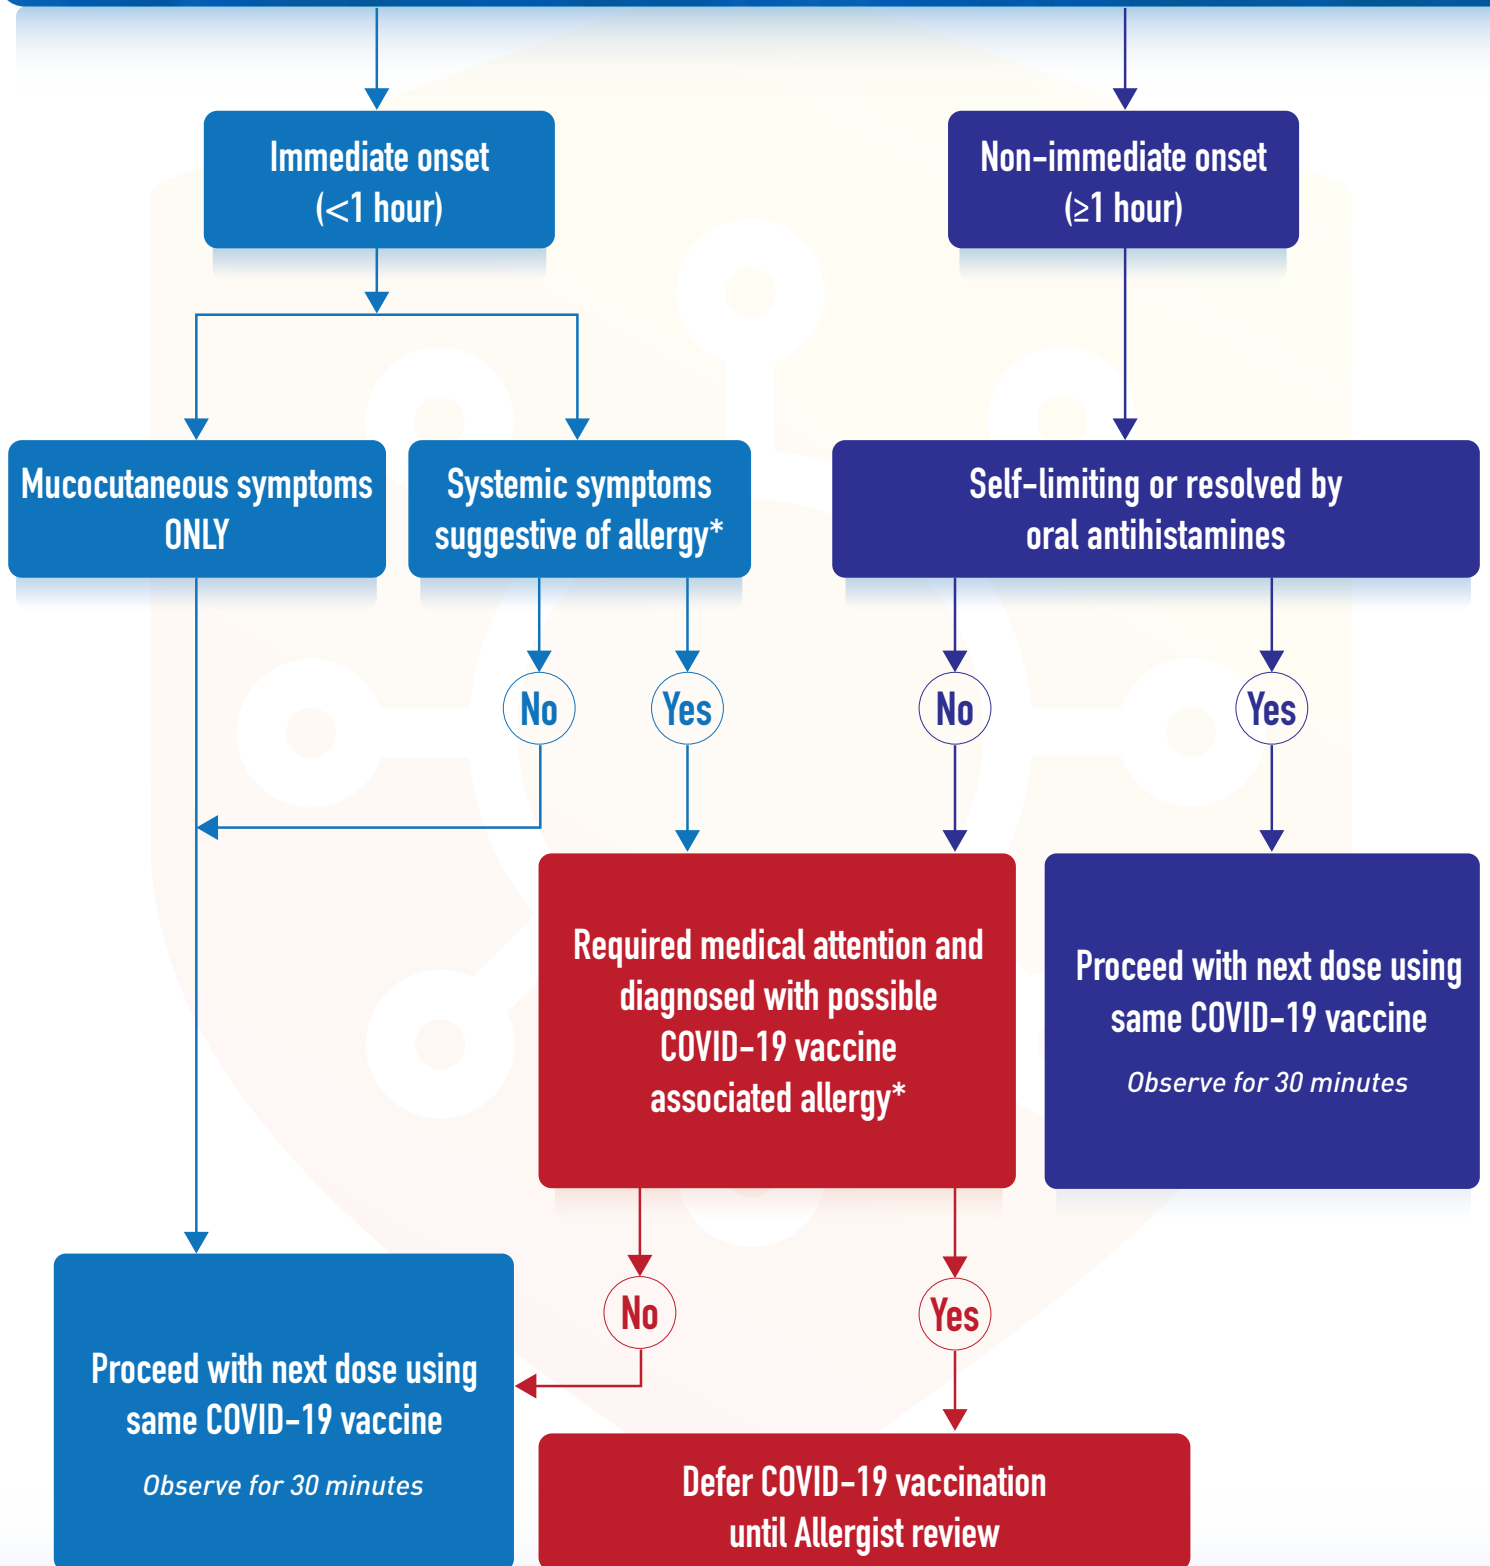 Immediate onset
(<1 hour)
Non-immediate onset
(≥1 hour)
Mucocutaneous symptoms
ONLY
Systemic symptoms
suggestive of allergy*
Self-limiting or resolved by
oral antihistamines
No
Yes
No
Yes
Required medical attention and
diagnosed with possible
COVID-19 vaccine
associated allergy*
Proceed with next dose using
same COVID-19 vaccine
Observe for 30 minutes
No
Yes
Proceed with next dose using
same COVID-19 vaccine
Observe for 30 minutes
Defer COVID-19 vaccination
until Allergist review